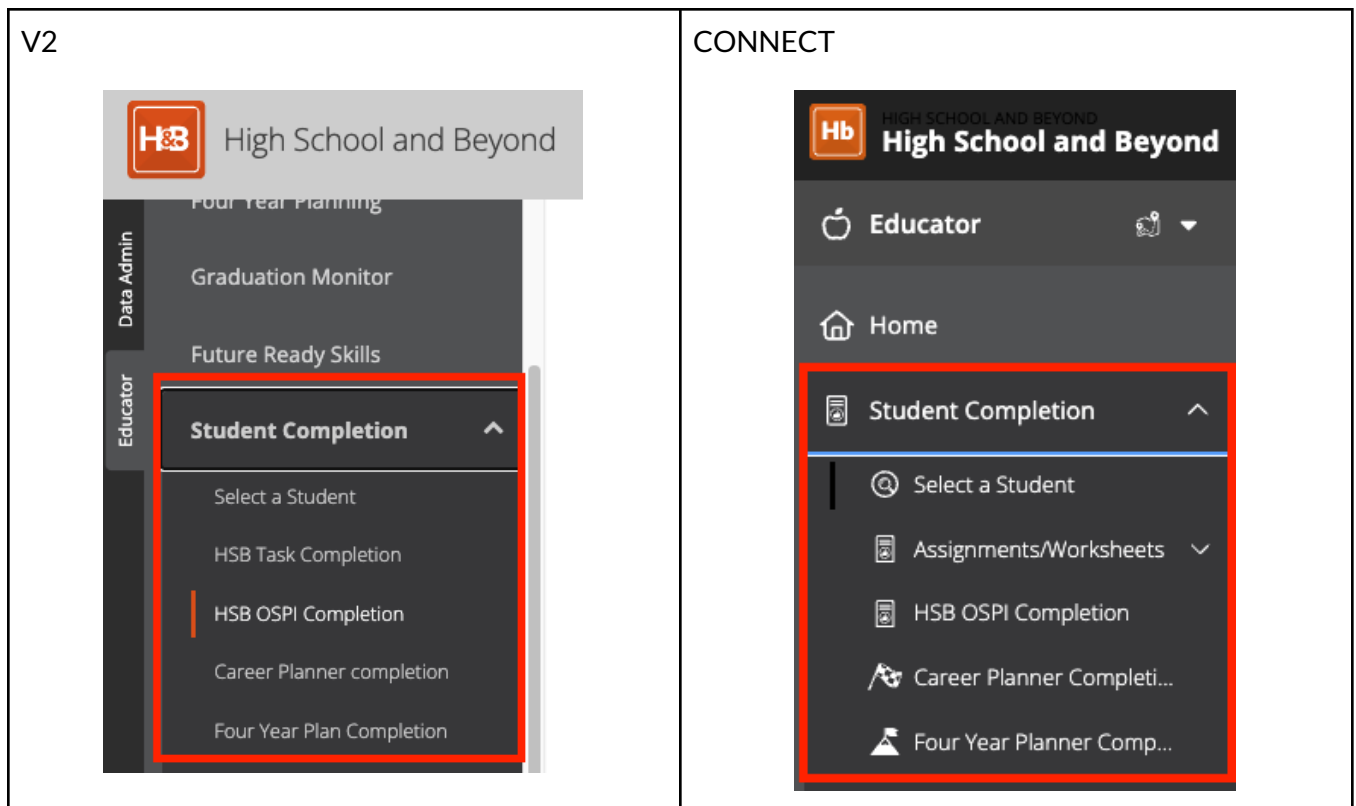 V2
H&B
High School and Beyond
Four Year Planning
Data Admin
Graduation Monitor
Future Ready Skills
Educator
Student Completion
Select a Student
HSB Task Completion
HSB OSPI Completion
Career Planner completion
Four Year Plan Completion
CONNECT
Hb
HIGH SCHOOL AND BEYOND
High School and Beyond
Educator
Home
Student Completion
Select a Student
Assignments/Worksheets
HSB OSPI Completion
Career Planner Completi...
Four Year Planner Comp...